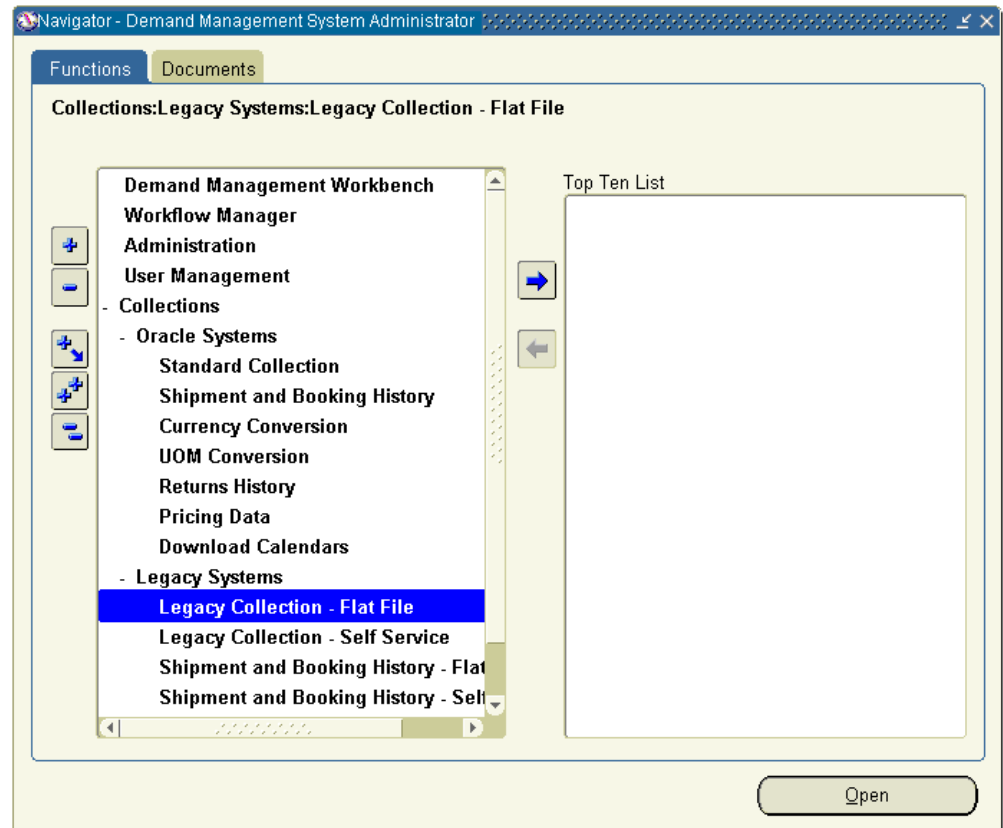 Navigator - Demand Management System Administrator
Functions Documents
Collections:Legacy Systems:Legacy Collection - Flat File
Demand Management Workbench
Workflow Manager
Administration
User Management
- Collections
- Oracle Systems
Standard Collection
Shipment and Booking History
Currency Conversion
UOM Conversion
Returns History
Pricing Data
Download Calendars
- Legacy Systems
Legacy Collection - Flat File
Legacy Collection - Self Service
Shipment and Booking History - Flat
Shipment and Booking History - Self
Top Ten List
Open